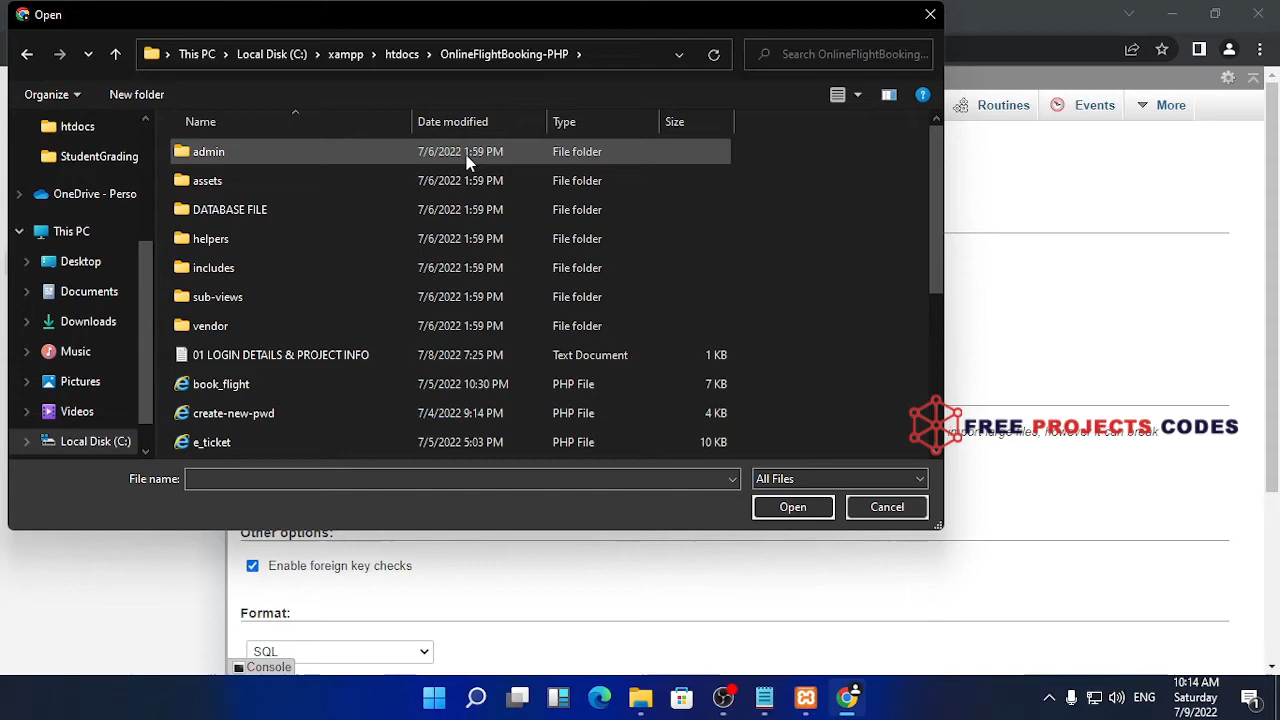 Open
This PC > Local Disk (C:) > xampp > htdocs > OnlineFlightBooking-PHP >
Search OnlineFlightBooking-...
Organize
New folder
Routines
Events
More
Name
Date modified
Type
Size
htdocs
StudentGrading
OneDrive - Perso
This PC
Desktop
Documents
Downloads
Music
Pictures
Videos
Local Disk (C:)
admin 7/6/2022 1:59 PM File folder
assets 7/6/2022 1:59 PM File folder
DATABASE FILE 7/6/2022 1:59 PM File folder
helpers 7/6/2022 1:59 PM File folder
includes 7/6/2022 1:59 PM File folder
sub-views 7/6/2022 1:59 PM File folder
vendor 7/6/2022 1:59 PM File folder
01 LOGIN DETAILS & PROJECT INFO 7/8/2022 7:25 PM Text Document 1 KB
book_flight 7/5/2022 10:30 PM PHP File 7 KB
create-new-pwd 7/4/2022 9:14 PM PHP File 4 KB
e_ticket 7/5/2022 5:03 PM PHP File 10 KB
FREE PROJECTS CODES
import large files, however it can break
File name:
All Files
Open
Cancel
Other options:
Enable foreign key checks
Format:
SQL
Console
ENG
10:14 AM
Saturday
7/9/2022
1